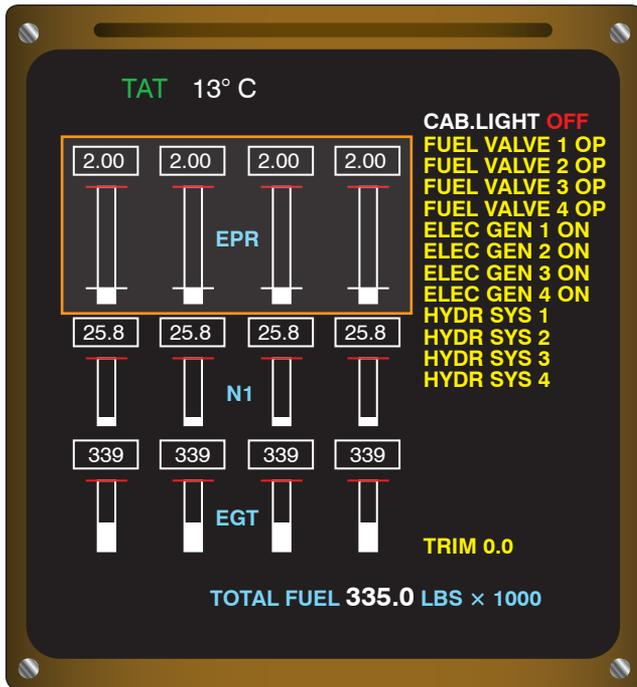 TAT 13° C
CAB.LIGHT OFF
FUEL VALVE 1 OP
FUEL VALVE 2 OP
FUEL VALVE 3 OP
FUEL VALVE 4 OP
ELEC GEN 1 ON
ELEC GEN 2 ON
ELEC GEN 3 ON
ELEC GEN 4 ON
HYDR SYS 1
HYDR SYS 2
HYDR SYS 3
HYDR SYS 4
2.00 2.00 2.00 2.00
EPR
25.8 25.8 25.8 25.8
N1
339 339 339 339
EGT
TRIM 0.0
TOTAL FUEL 335.0 LBS × 1000